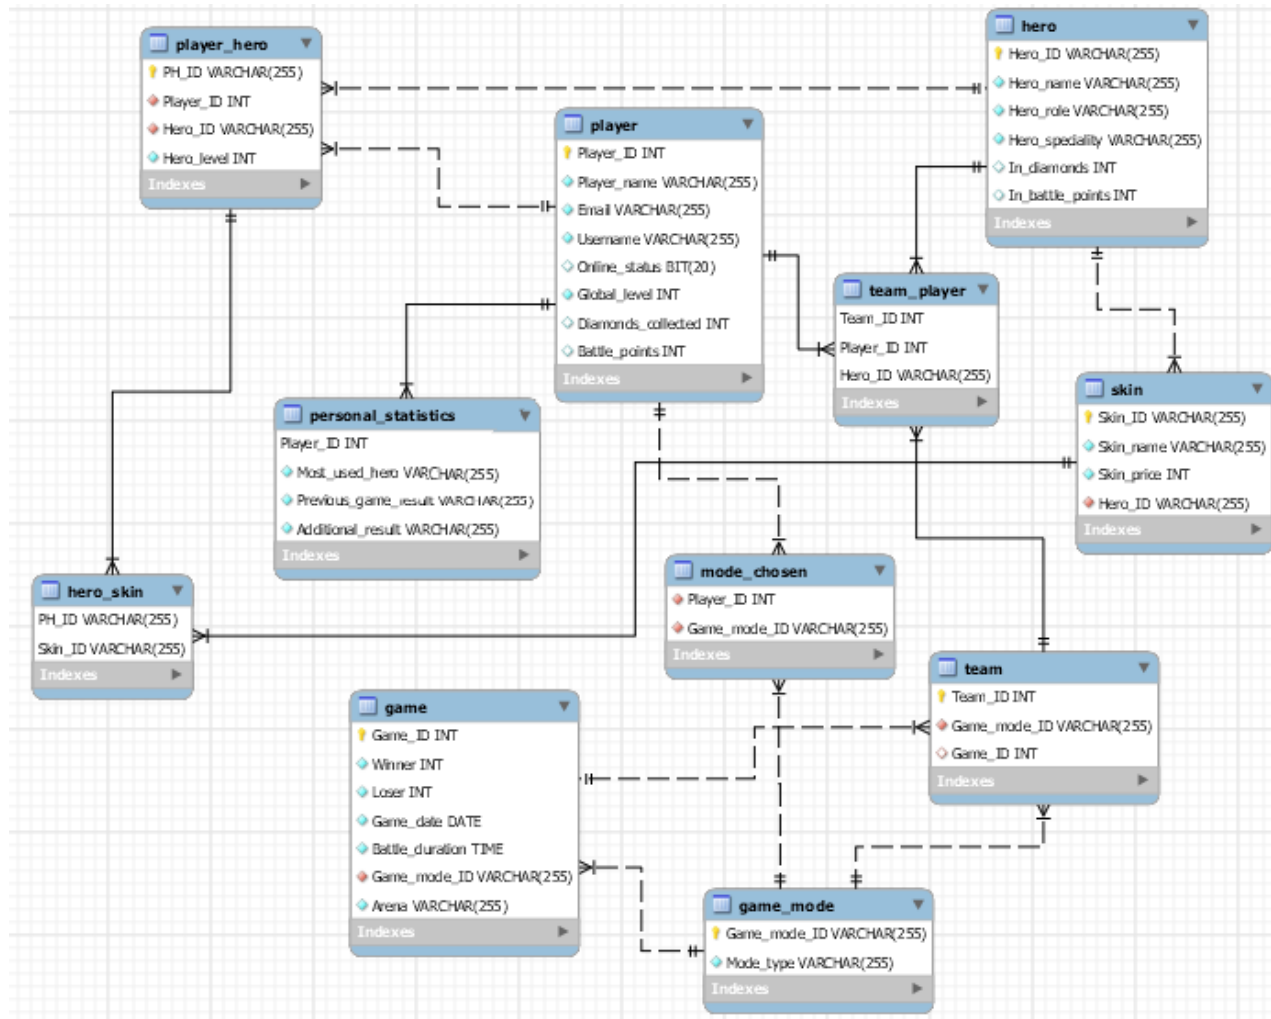 player_hero
PH_ID VARCHAR(255)
Player_ID INT
Hero_ID VARCHAR(255)
Hero_level INT
Indexes
hero
Hero_ID VARCHAR(255)
Hero_name VARCHAR(255)
Hero_role VARCHAR(255)
Hero_speciality VARCHAR(255)
In_diamonds INT
In_battle_points INT
Indexes
player
Player_ID INT
Player_name VARCHAR(255)
Email VARCHAR(255)
Username VARCHAR(255)
Online_status BIT(20)
Global_level INT
Diamonds_collected INT
Battle_points INT
Indexes
team_player
Team_ID INT
Player_ID INT
Hero_ID VARCHAR(255)
Indexes
personal_statistics
Player_ID INT
Most_used_hero VARCHAR(255)
Previous_game_result VARCHAR(255)
Additional_result VARCHAR(255)
Indexes
skin
Skin_ID VARCHAR(255)
Skin_name VARCHAR(255)
Skin_price INT
Hero_ID VARCHAR(255)
Indexes
hero_skin
PH_ID VARCHAR(255)
Skin_ID VARCHAR(255)
Indexes
mode_chosen
Player_ID INT
Game_mode_ID VARCHAR(255)
Indexes
team
Team_ID INT
Game_mode_ID VARCHAR(255)
Game_ID INT
Indexes
game
Game_ID INT
Winner INT
Loser INT
Game_date DATE
Battle_duration TIME
Game_mode_ID VARCHAR(255)
Arena VARCHAR(255)
Indexes
game_mode
Game_mode_ID VARCHAR(255)
Mode_type VARCHAR(255)
Indexes